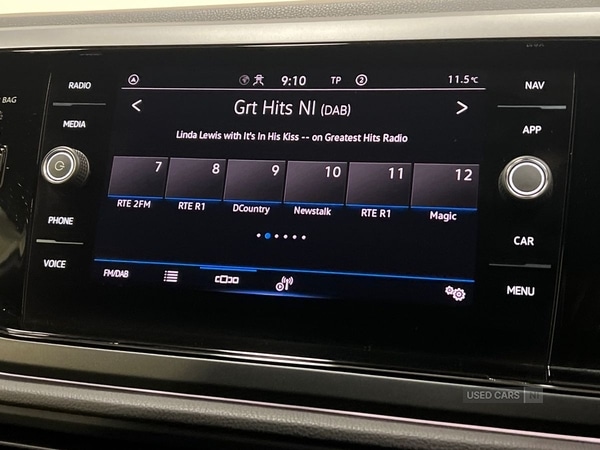 BAG
RADIO
MEDIA
PHONE
VOICE
9:10
TP
2
11.5°C
< Grt Hits NI (DAB) >
Linda Lewis with It's In His Kiss -- on Greatest Hits Radio
7 8 9 10 11 12
RTE 2FM RTE R1 DCountry Newstalk RTE R1 Magic
FM/DAB
NAV
APP
CAR
MENU
USED CARS NI